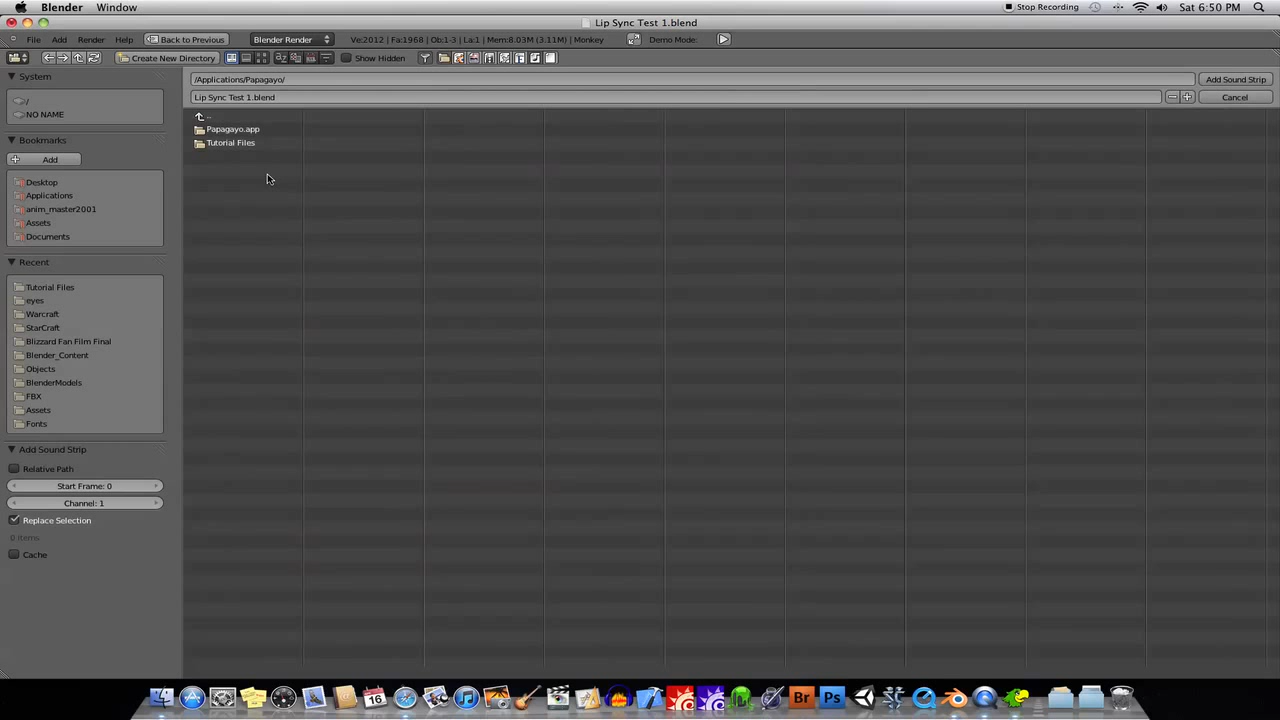 Blender Window Stop Recording Sat 6:50 PM
Lip Sync Test 1.blend
File Add Render Help Back to Previous Blender Render Ve:2012 | Fa:1968 | Ob:1-3 | La:1 | Mem:8.03M (3.11M) | Monkey Demo Mode:
Create New Directory Show Hidden
System
/
NO NAME
Bookmarks
Add
Desktop
Applications
anim_master2001
Assets
Documents
Recent
Tutorial Files
eyes
Warcraft
StarCraft
Blizzard Fan Film Final
Blender_Content
Objects
BlenderModels
FBX
Assets
Fonts
Add Sound Strip
Relative Path
Start Frame: 0
Channel: 1
Replace Selection
0 items
Cache
/Applications/Papagayo/ Add Sound Strip
Lip Sync Test 1.blend Cancel
..
Papagayo.app
Tutorial Files
16
Br
Ps